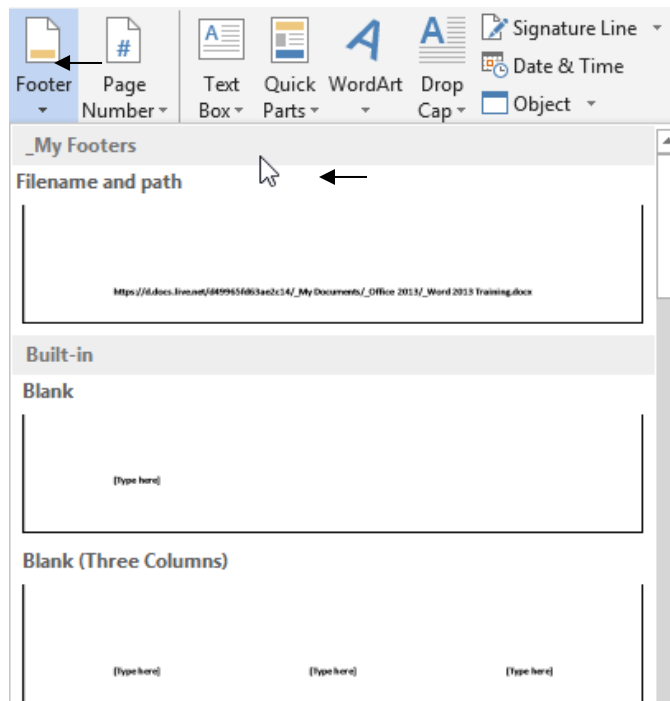 Footer
Page Number
Text Box
Quick Parts
WordArt
Drop Cap
Signature Line
Date & Time
Object
_My Footers
Filename and path
https://d.docs.live.net/d49965fd63ae2c14/_My Documents/_Office 2013/_Word 2013 Training.docx
Built-in
Blank
[Type here]
Blank (Three Columns)
[Type here] [Type here] [Type here]